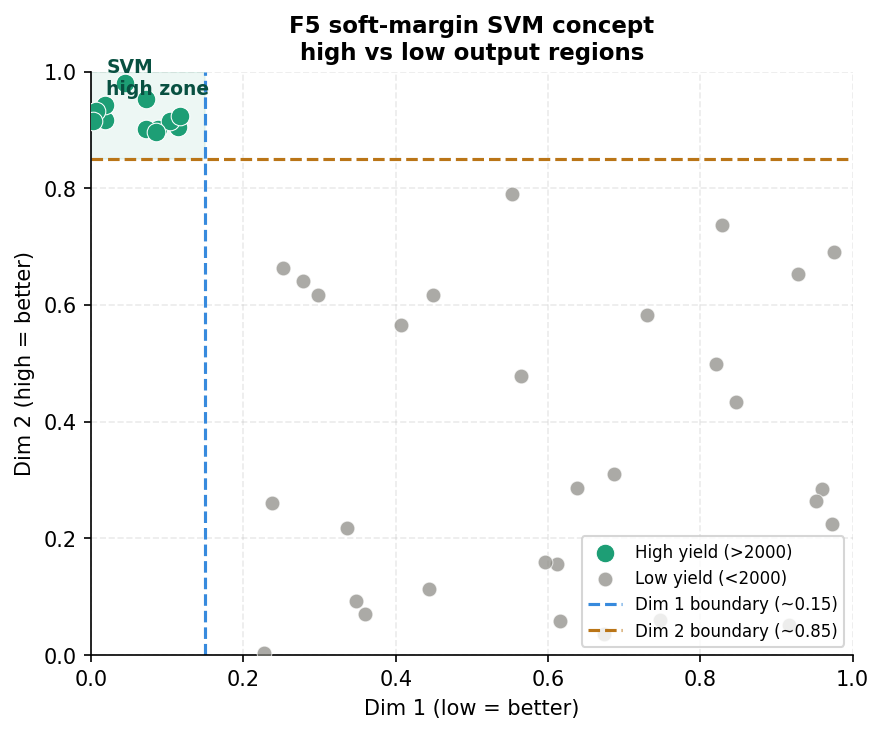 F5 soft-margin SVM concept
high vs low output regions
SVM
high zone
1.0
0.8
0.6
0.4
0.2
0.0
Dim 2 (high = better)
High yield (>2000)
Low yield (<2000)
Dim 1 boundary (~0.15)
Dim 2 boundary (~0.85)
0.0
0.2
0.4
0.6
0.8
1.0
Dim 1 (low = better)